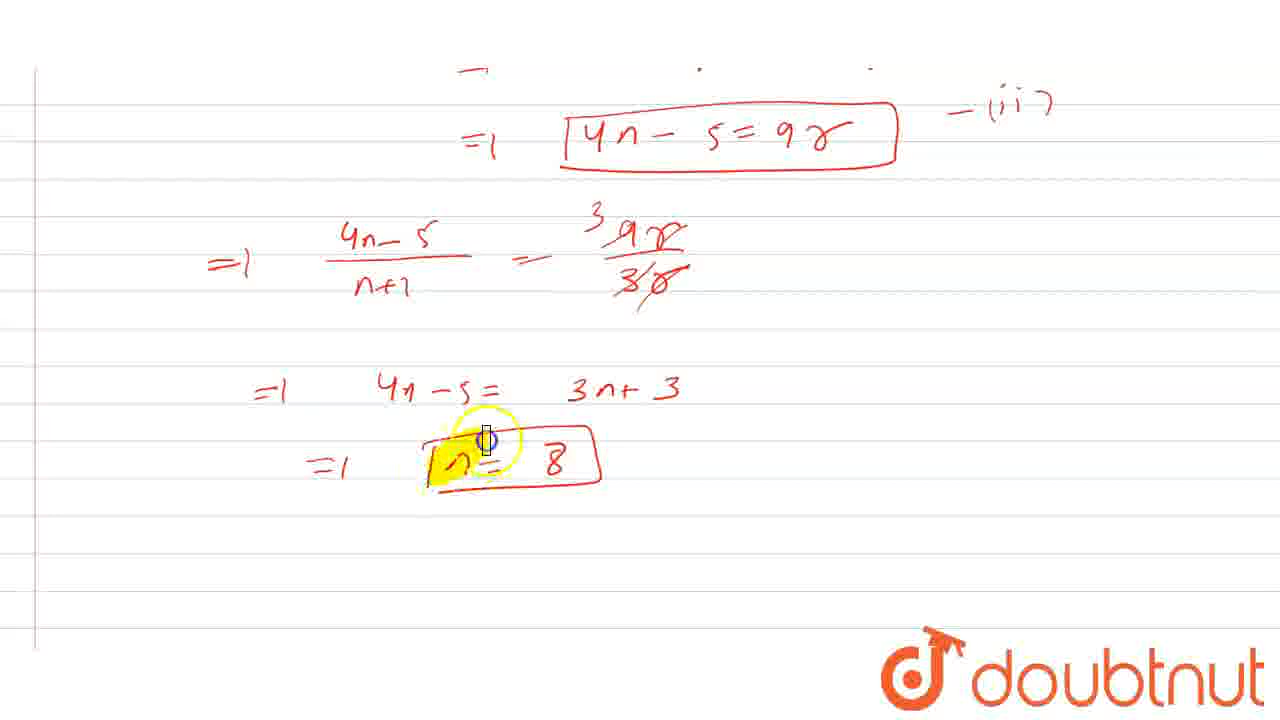 ⇒ 4n - 5 = 9r - (ii)
⇒ 4n - 5 / n+1 = 3 9r / 3r
⇒ 4n - 5 = 3n + 3
⇒ n = 8
doubtnut